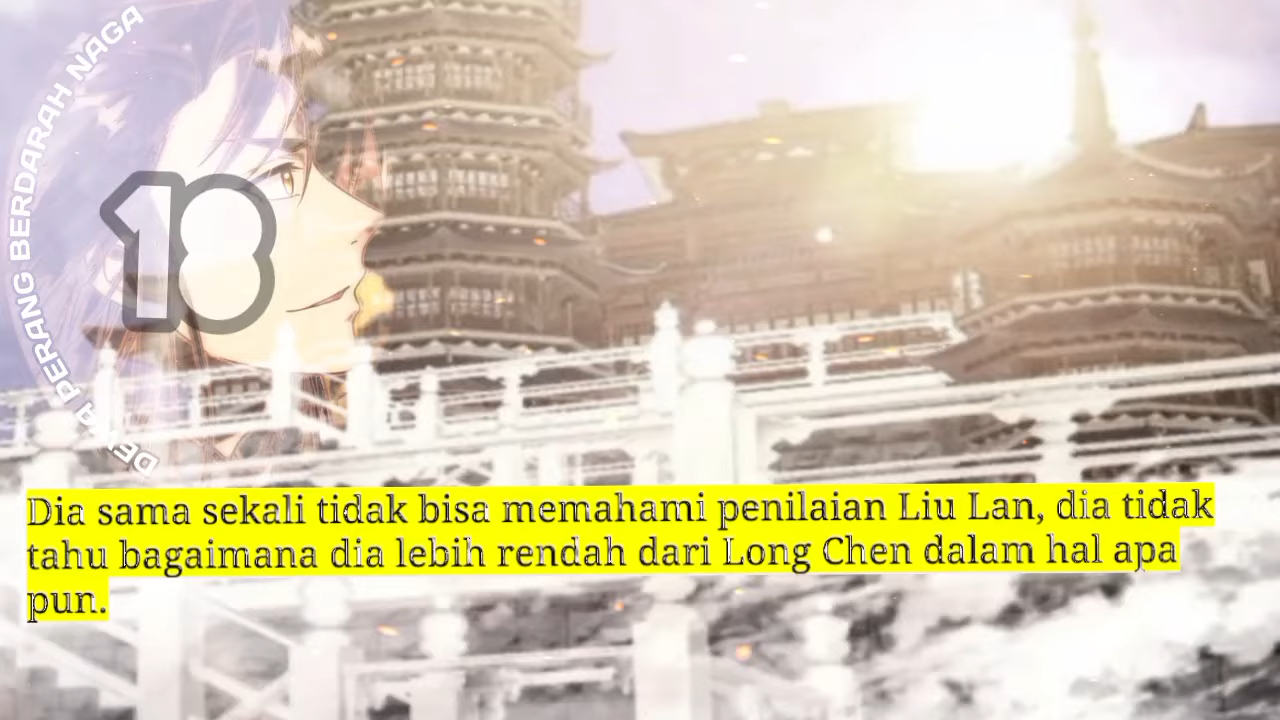 DEWA PERANG BERDARAH NAGA
18
Dia sama sekali tidak bisa memahami penilaian Liu Lan, dia tidak
tahu bagaimana dia lebih rendah dari Long Chen dalam hal apa
pun.